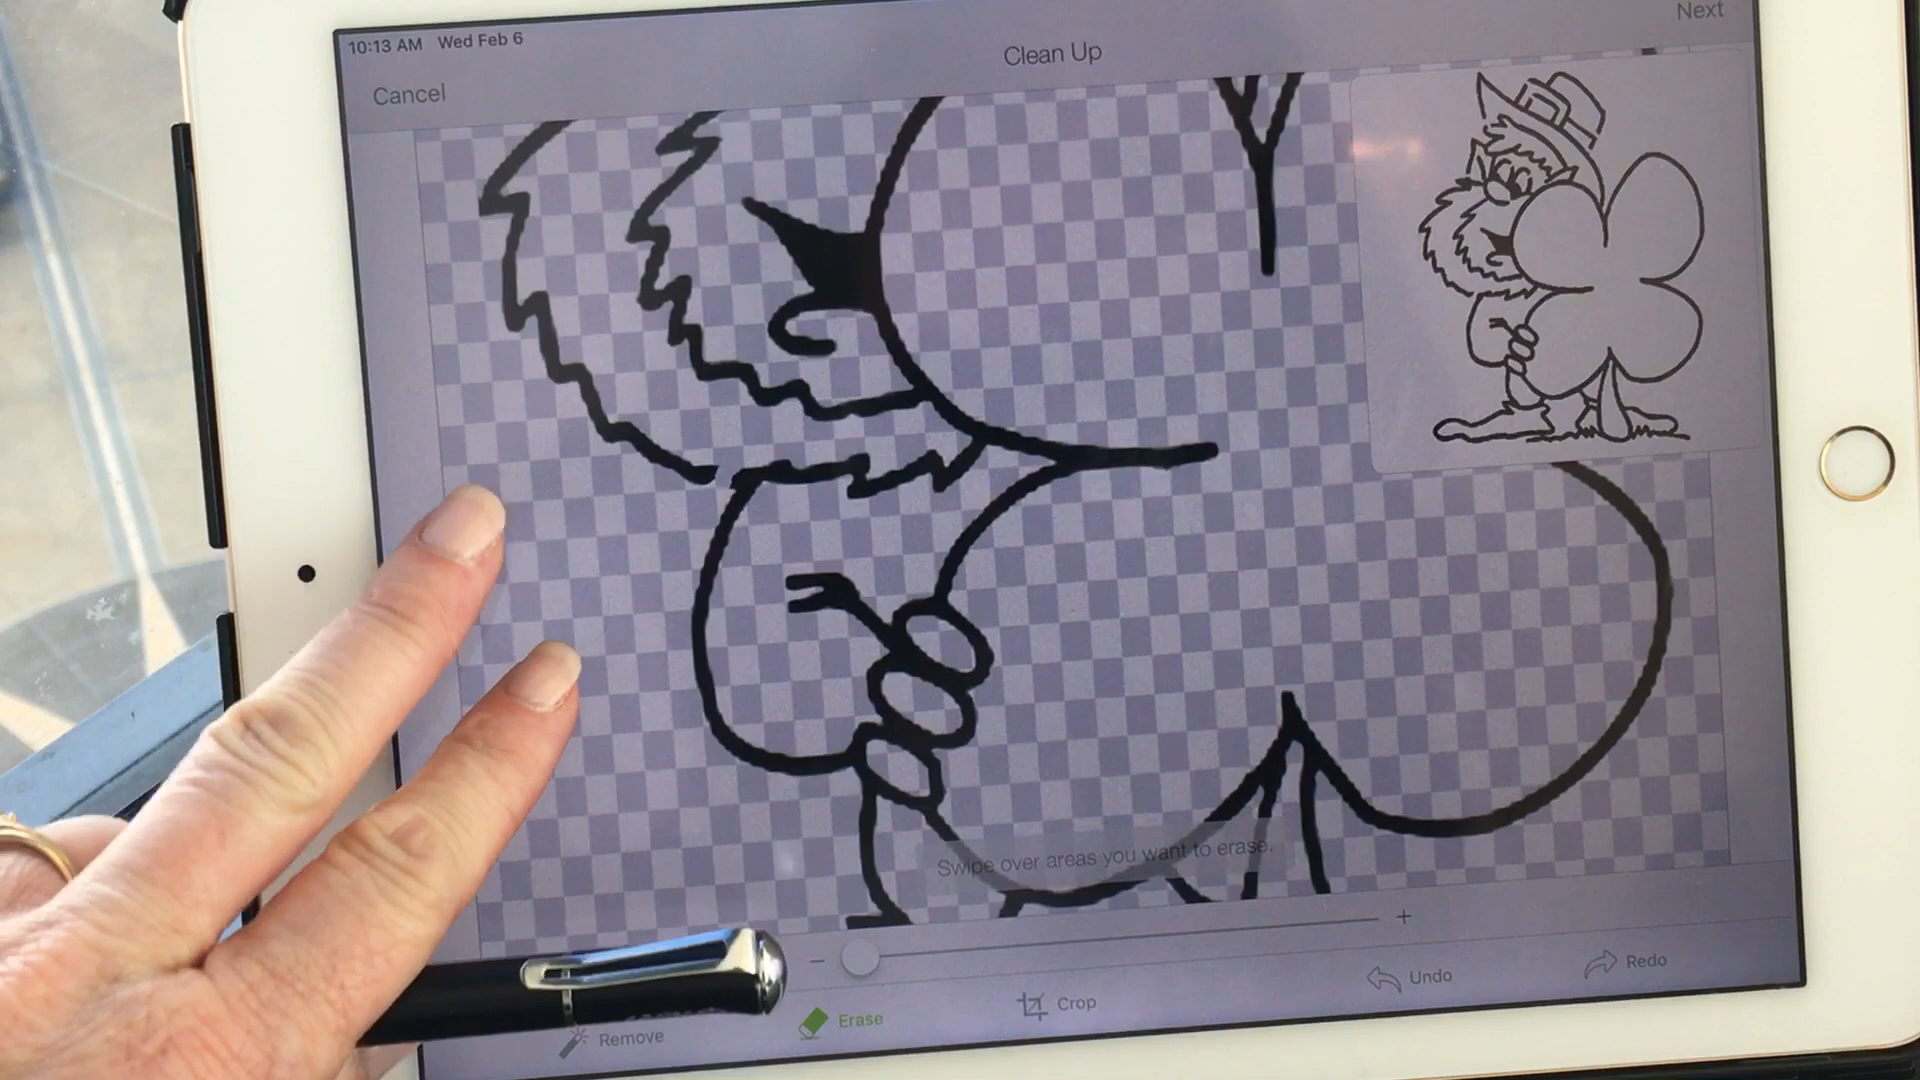 10:13 AM Wed Feb 6
Next
Clean Up
Cancel
Swipe over areas you want to erase.
− +
Undo
Redo
Remove
Erase
Crop